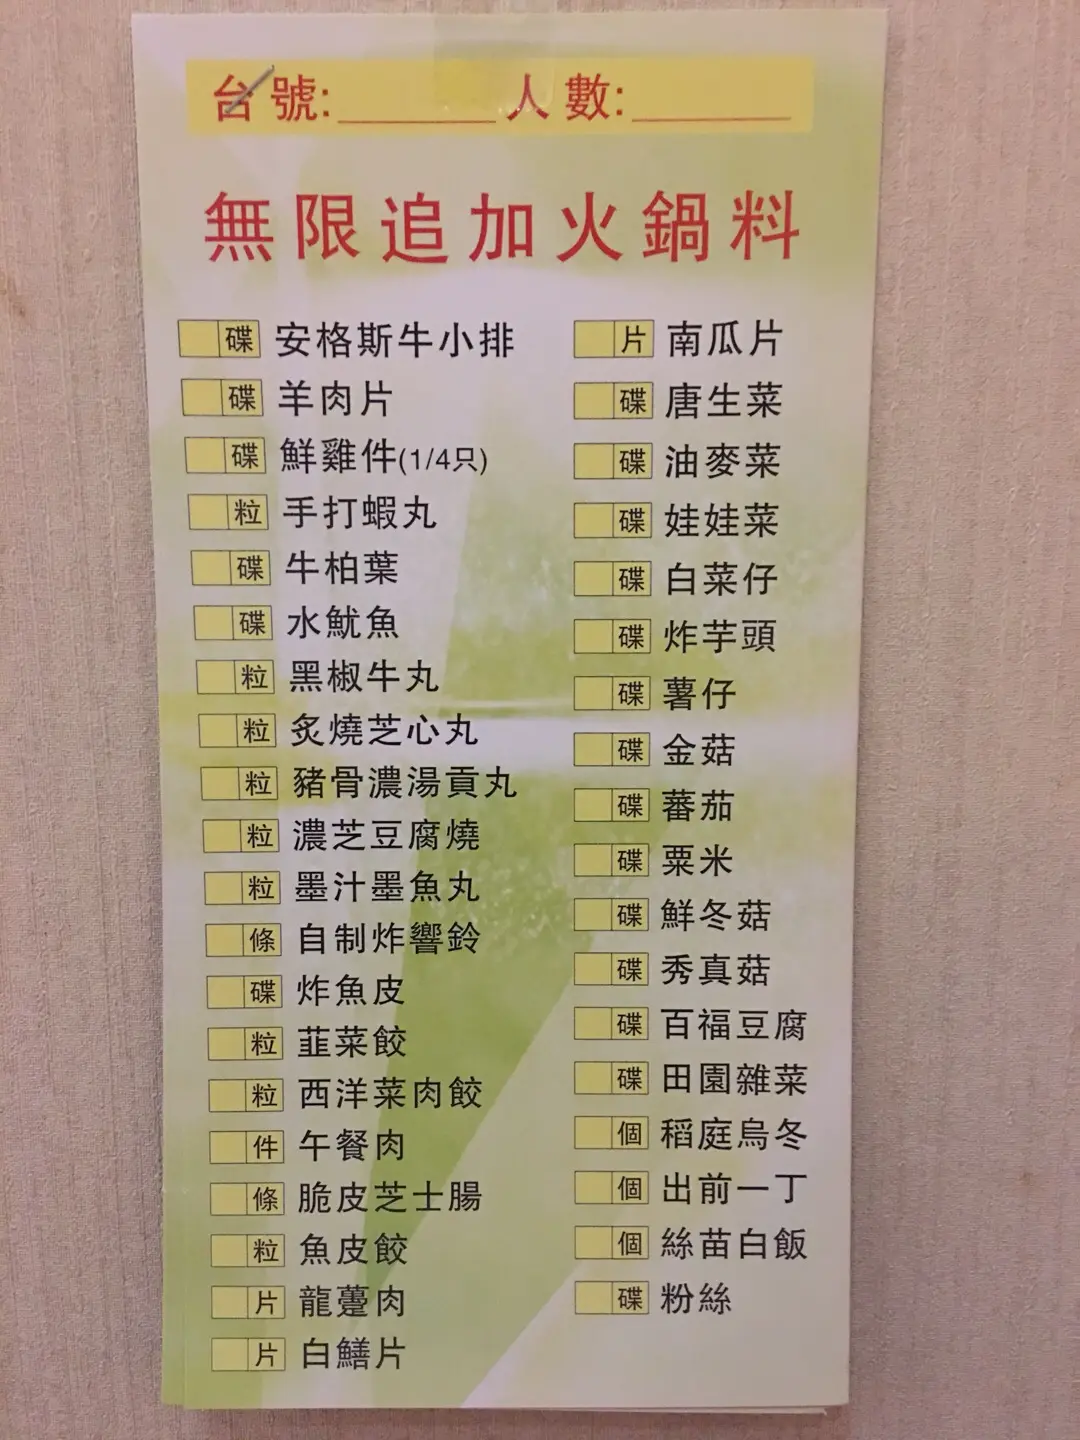 台號:________ 人數:________
無限追加火鍋料
碟 安格斯牛小排
碟 羊肉片
碟 鮮雞件(1/4只)
粒 手打蝦丸
碟 牛柏葉
碟 水魷魚
粒 黑椒牛丸
粒 炙燒芝心丸
粒 豬骨濃湯貢丸
粒 濃芝豆腐燒
粒 墨汁墨魚丸
條 自制炸響鈴
碟 炸魚皮
粒 韮菜餃
粒 西洋菜肉餃
件 午餐肉
條 脆皮芝士腸
粒 魚皮餃
片 龍躉肉
片 白鱔片
片 南瓜片
碟 唐生菜
碟 油麥菜
碟 娃娃菜
碟 白菜仔
碟 炸芋頭
碟 薯仔
碟 金菇
碟 蕃茄
碟 粟米
碟 鮮冬菇
碟 秀真菇
碟 百福豆腐
碟 田園雜菜
個 稻庭烏冬
個 出前一丁
個 絲苗白飯
碟 粉絲